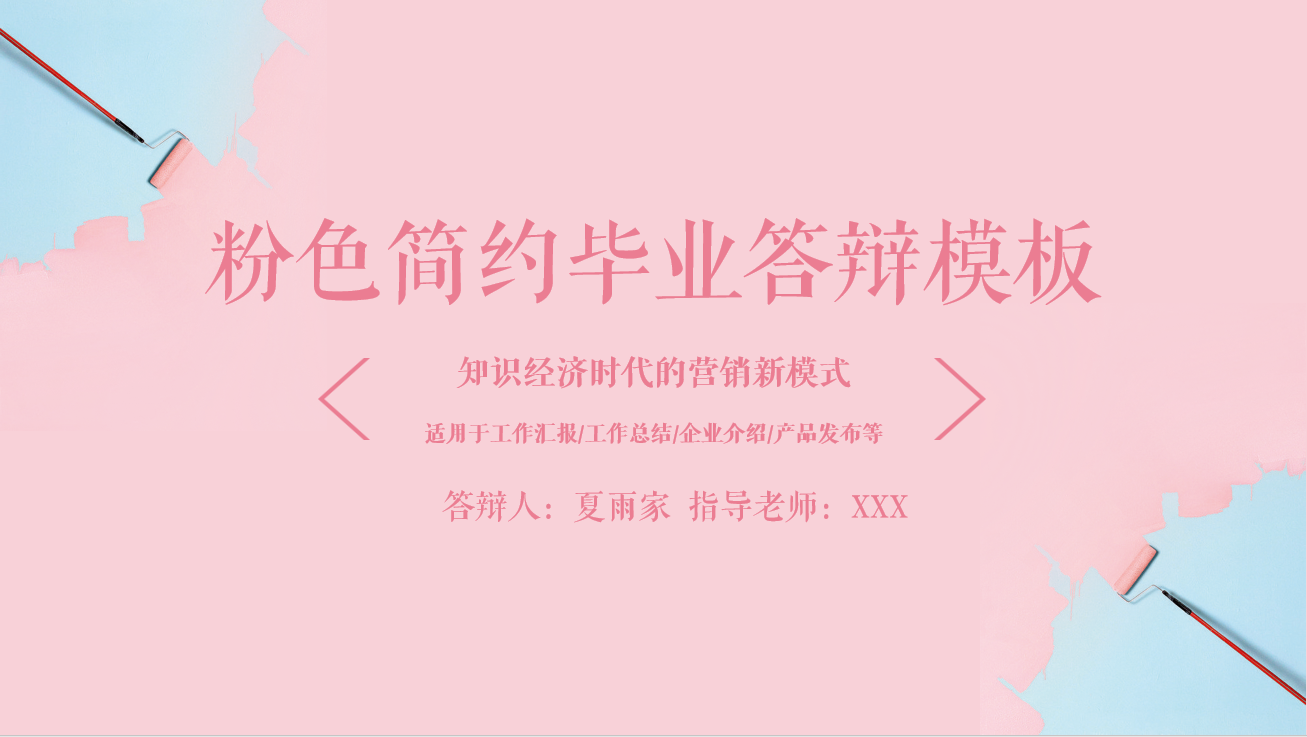 粉色简约毕业答辩模板
知识经济时代的营销新模式
适用于工作汇报/工作总结/企业介绍/产品发布等
答辩人：夏雨家 指导老师：XXX